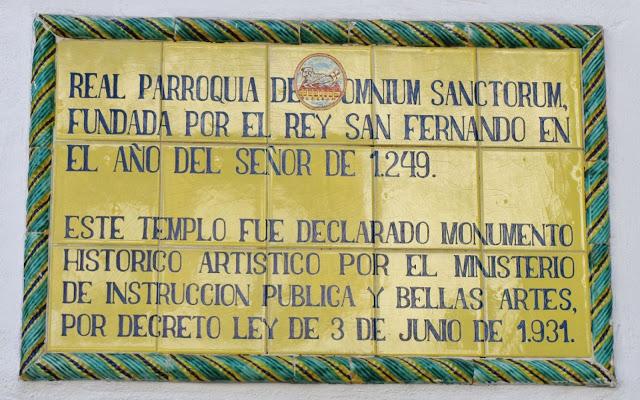 REAL PARROQUIA DE OMNIUM SANCTORUM,
FUNDADA POR EL REY SAN FERNANDO EN
EL AÑO DEL SEÑOR DE 1.249.
ESTE TEMPLO FUE DECLARADO MONUMENTO
HISTORICO ARTISTICO POR EL MINISTERIO
DE INSTRUCCION PUBLICA Y BELLAS ARTES,
POR DECRETO LEY DE 3 DE JUNIO DE 1.931.